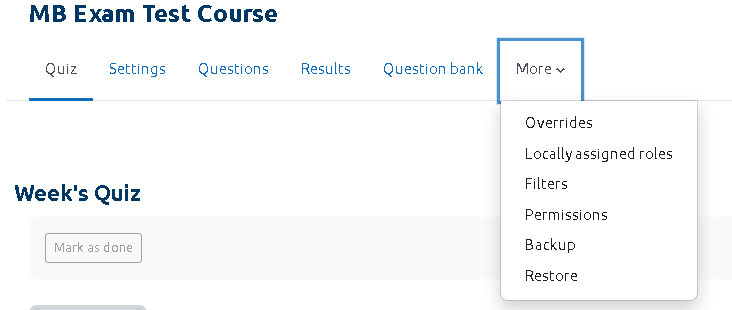 MB Exam Test Course
Quiz Settings Questions Results Question bank More
Overrides
Locally assigned roles
Filters
Permissions
Backup
Restore
Week's Quiz
Mark as done